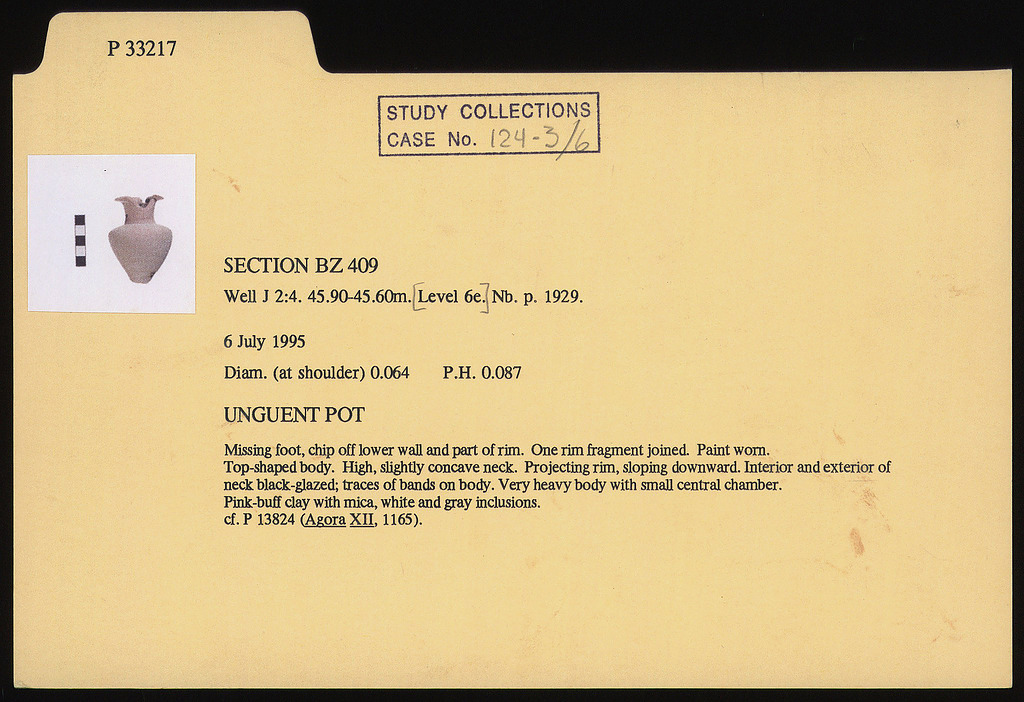 P 33217
STUDY COLLECTIONS
CASE No. 124-3/6
SECTION BZ 409
Well J 2:4. 45.90-45.60m. [Level 6e.] Nb. p. 1929.
6 July 1995
Diam. (at shoulder) 0.064 P.H. 0.087
UNGUENT POT
Missing foot, chip off lower wall and part of rim. One rim fragment joined. Paint worn.
Top-shaped body. High, slightly concave neck. Projecting rim, sloping downward. Interior and exterior of
neck black-glazed; traces of bands on body. Very heavy body with small central chamber.
Pink-buff clay with mica, white and gray inclusions.
cf. P 13824 (Agora XII, 1165).